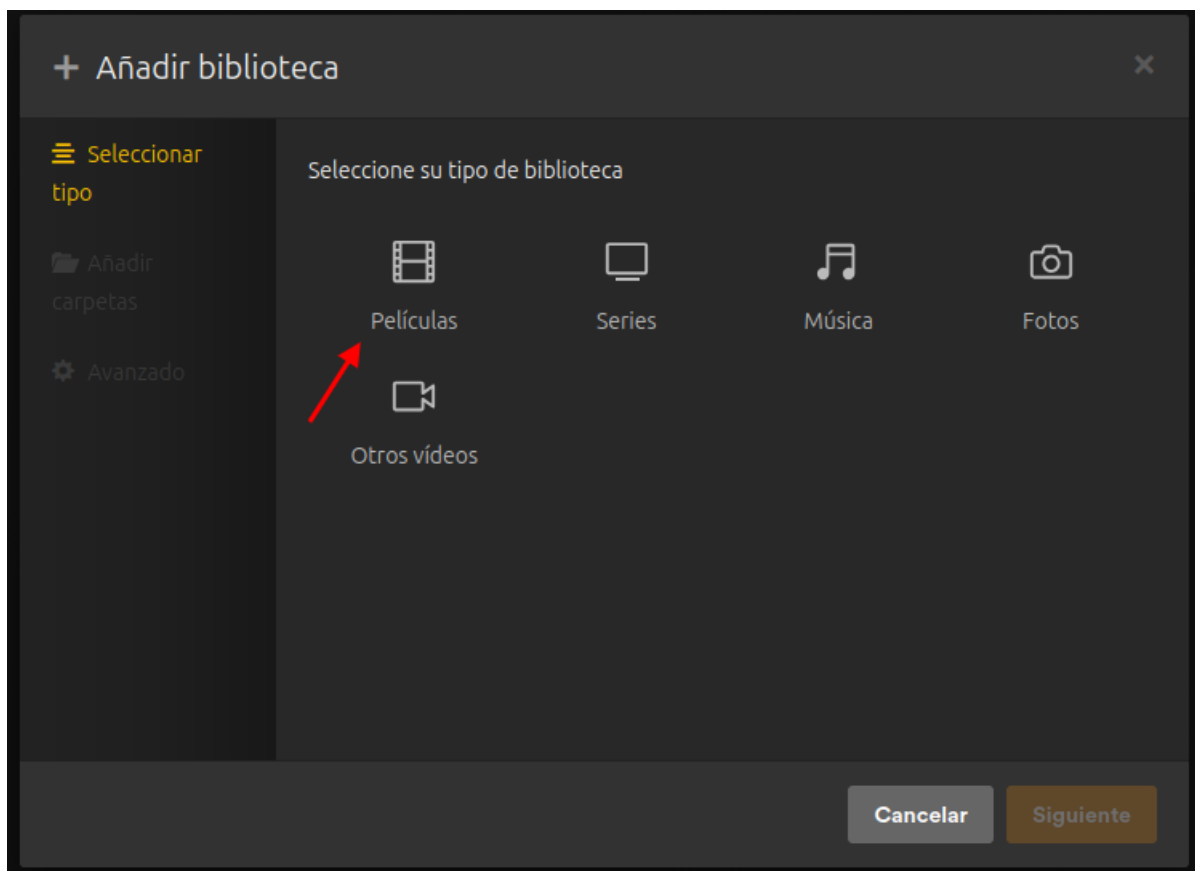 Añadir biblioteca
Seleccionar
tipo
Seleccione su tipo de biblioteca
Añadir
carpetas
Avanzado
Películas
Series
Música
Fotos
Otros vídeos
Cancelar
Siguiente